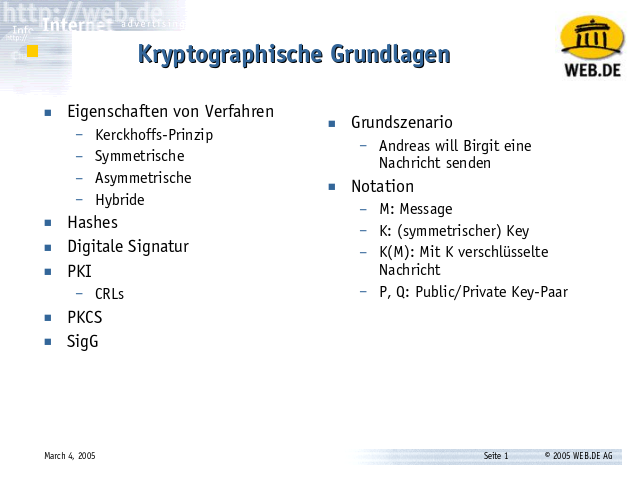 http://web.de
Info Internet advertising
http://
Kryptographische Grundlagen
WEB.DE
Eigenschaften von Verfahren
– Kerckhoffs-Prinzip
– Symmetrische
– Asymmetrische
– Hybride
Hashes
Digitale Signatur
PKI
– CRLs
PKCS
SigG
Grundszenario
– Andreas will Birgit eine
Nachricht senden
Notation
– M: Message
– K: (symmetrischer) Key
– K(M): Mit K verschlüsselte
Nachricht
– P, Q: Public/Private Key-Paar
March 4, 2005
Seite 1
© 2005 WEB.DE AG